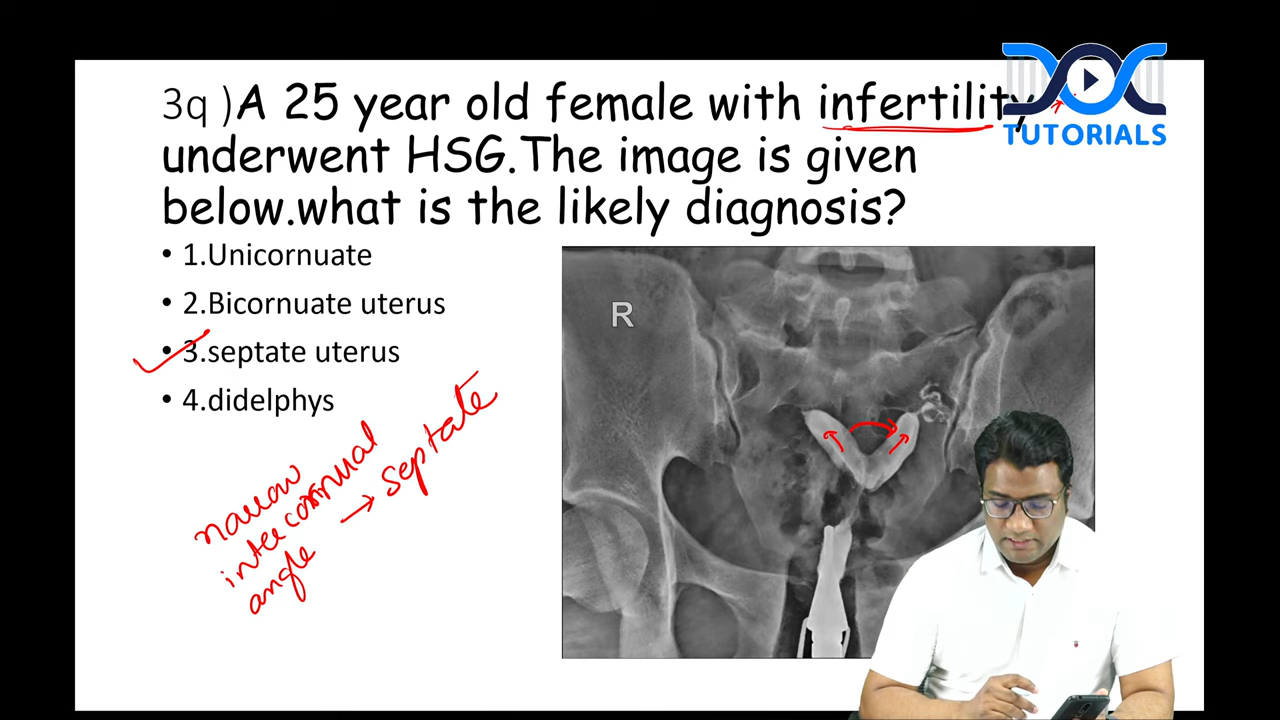 3q )A 25 year old female with infertility
underwent HSG.The image is given
below.what is the likely diagnosis?
• 1.Unicornuate
• 2.Bicornuate uterus
• 3.septate uterus
• 4.didelphys
narrow
intercornual
angle → septate
R
TUTORIALS